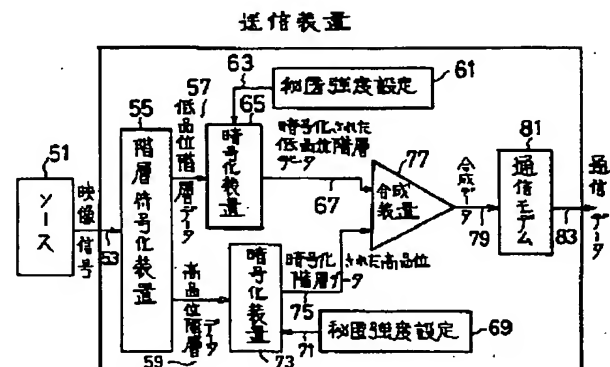 送信装置
51
ソース
映像信号
53
55
階層符号化装置
57
低品位階層データ
63
65
暗号化装置
61
秘匿強度設定
暗号化された低品位階層データ
67
77
合成装置
合成データ
79
81
通信モデム
通信データ
83
高品位階層データ
59
暗号化装置
73
暗号化された高品位階層データ
75
71
秘匿強度設定
69